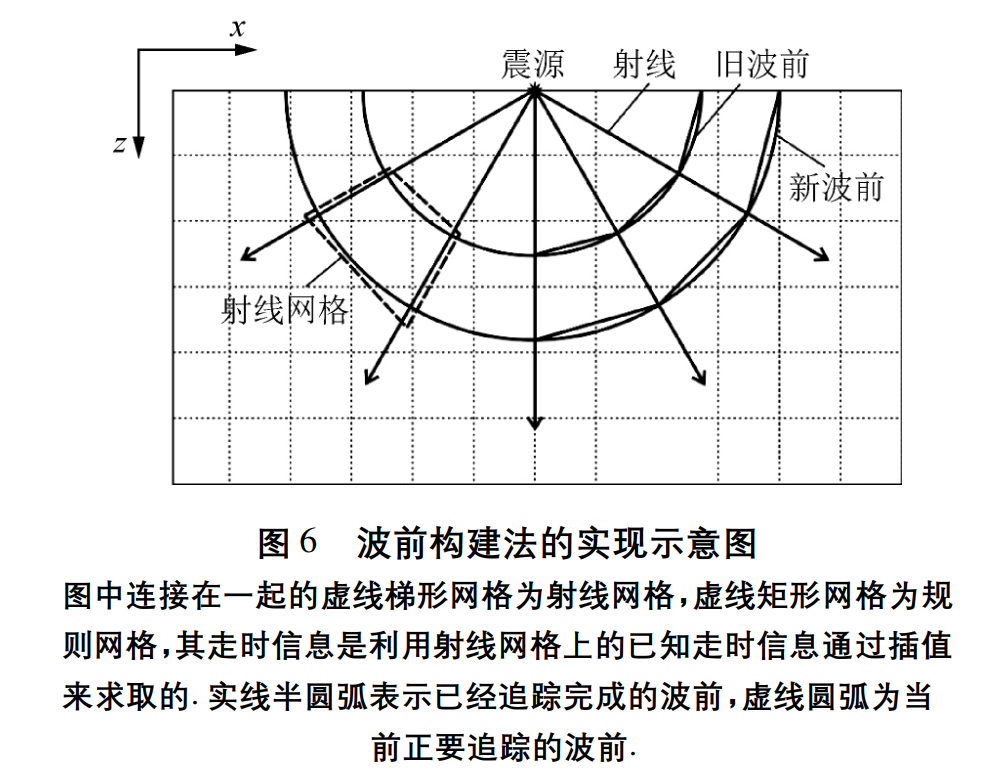 x
震源
射线
旧波前
z
新波前
射线网格
图 6 波前构建法的实现示意图
图中连接在一起的虚线梯形网格为射线网格,虚线矩形网格为规
则网格,其走时信息是利用射线网格上的已知走时信息通过插值
来求取的. 实线半圆弧表示已经追踪完成的波前,虚线圆弧为当
前正要追踪的波前.